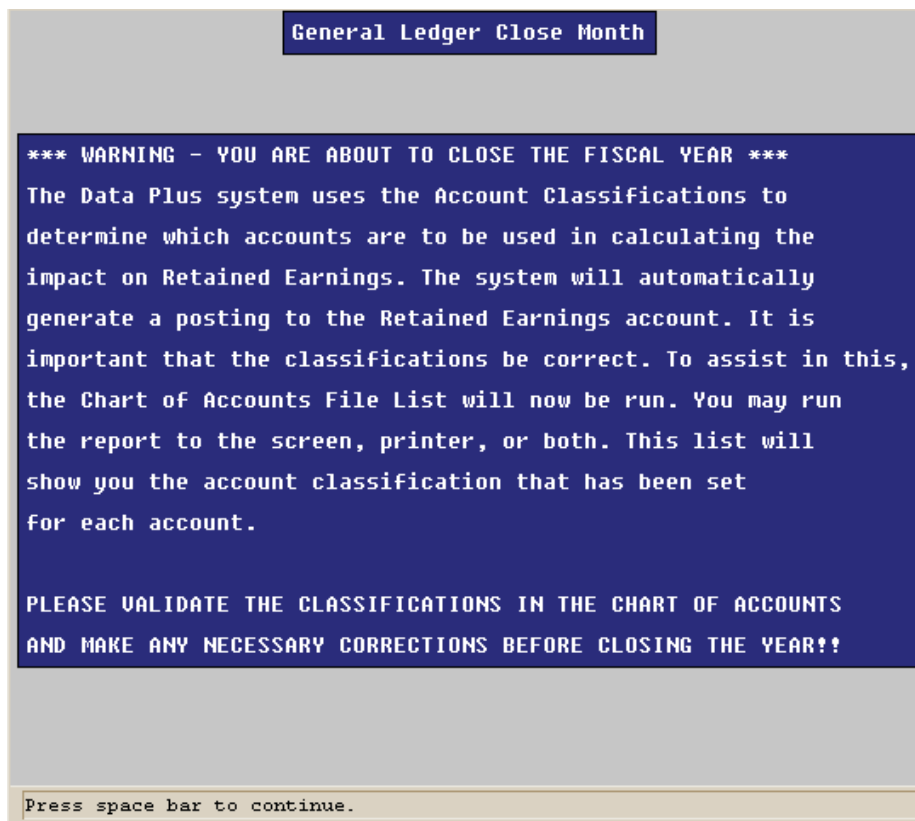 General Ledger Close Month
*** WARNING - YOU ARE ABOUT TO CLOSE THE FISCAL YEAR ***
The Data Plus system uses the Account Classifications to
determine which accounts are to be used in calculating the
impact on Retained Earnings. The system will automatically
generate a posting to the Retained Earnings account. It is
important that the classifications be correct. To assist in this,
the Chart of Accounts File List will now be run. You may run
the report to the screen, printer, or both. This list will
show you the account classification that has been set
for each account.
PLEASE VALIDATE THE CLASSIFICATIONS IN THE CHART OF ACCOUNTS
AND MAKE ANY NECESSARY CORRECTIONS BEFORE CLOSING THE YEAR!!
Press space bar to continue.